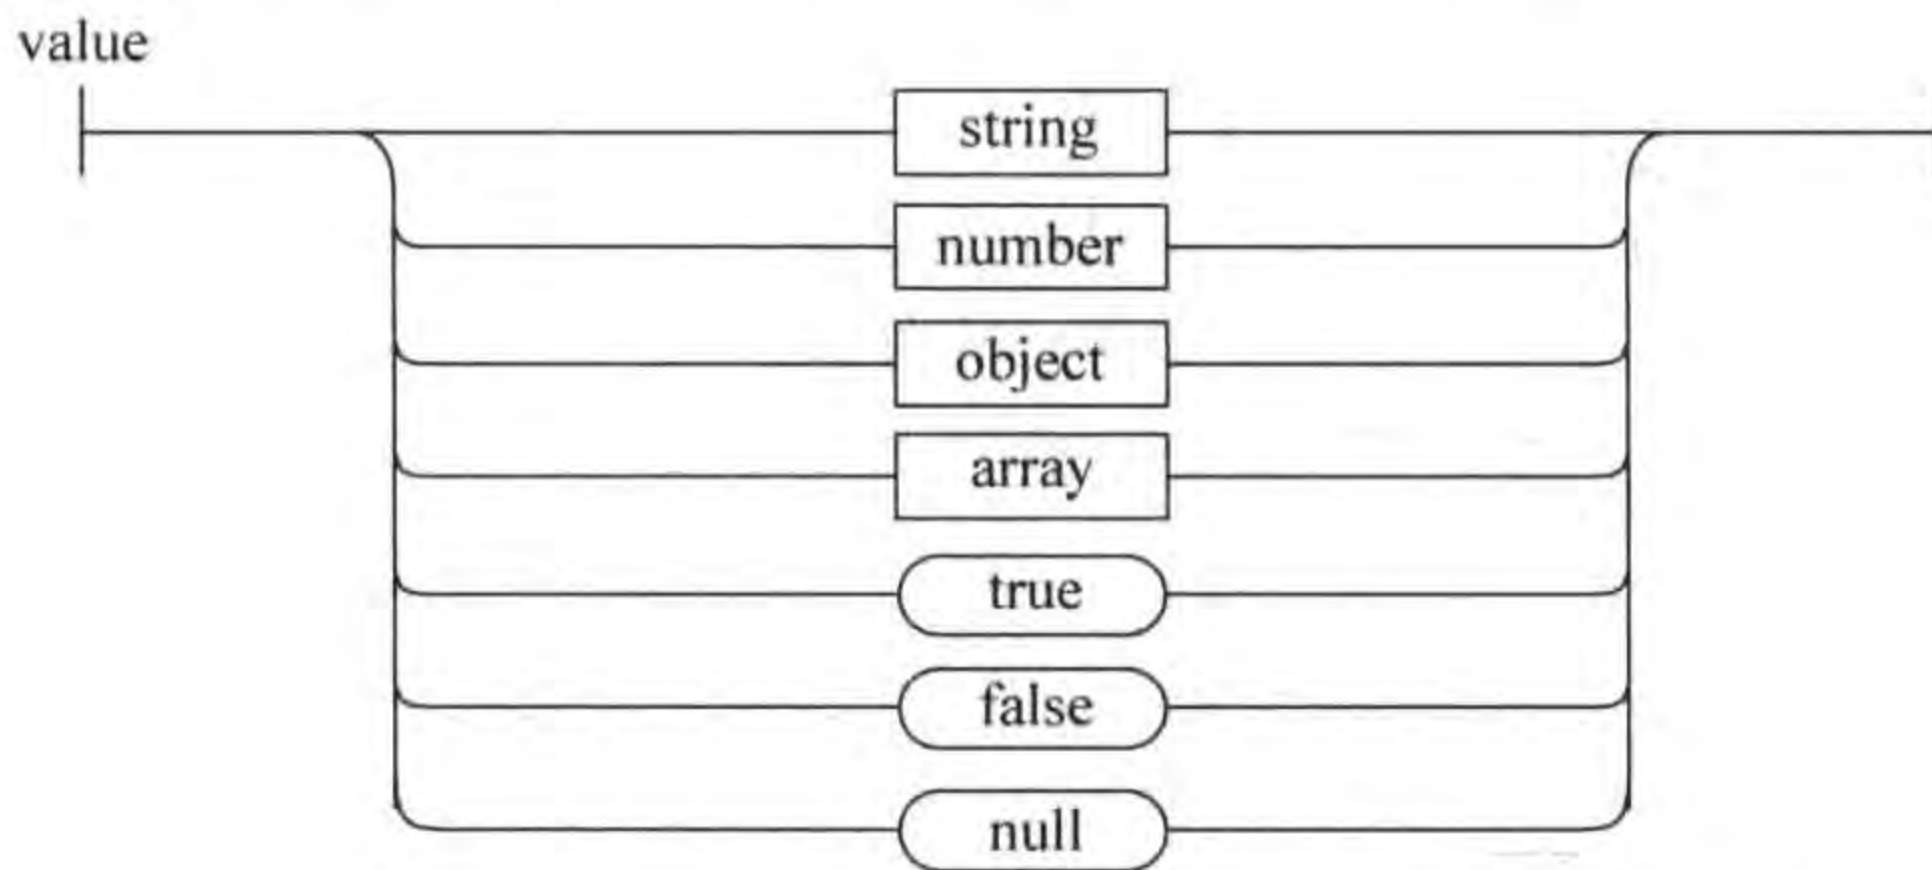 value
string
number
object
array
true
false
null